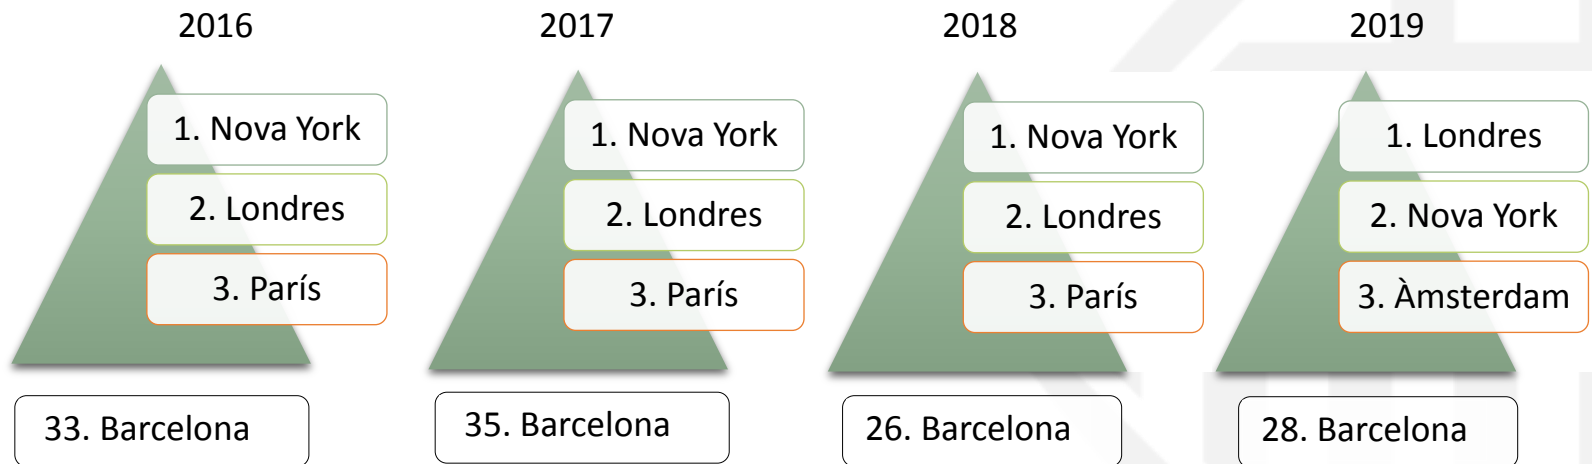 2016
1. Nova York
2. Londres
3. París
33. Barcelona
2017
1. Nova York
2. Londres
3. París
35. Barcelona
2018
1. Nova York
2. Londres
3. París
26. Barcelona
2019
1. Londres
2. Nova York
3. Àmsterdam
28. Barcelona